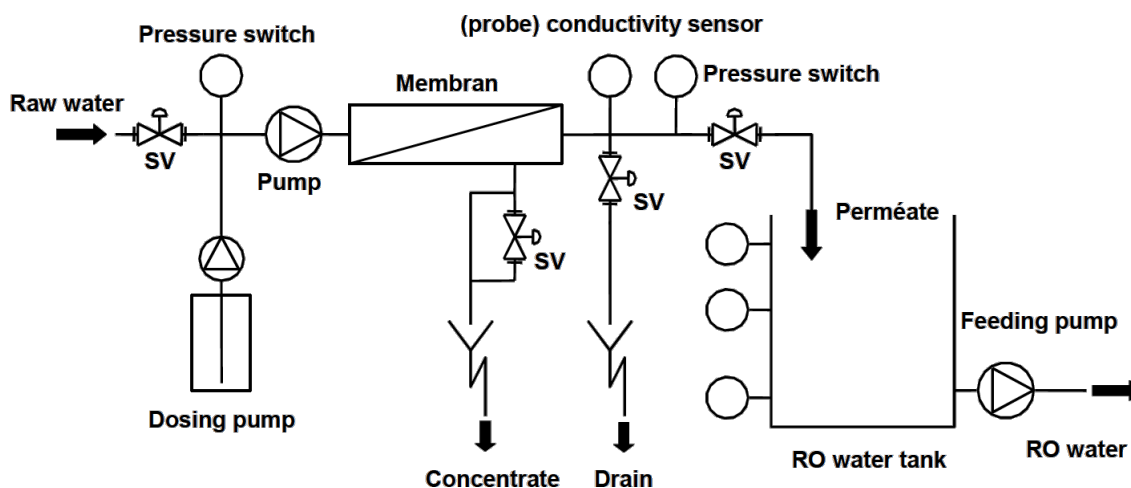 (probe) conductivity sensor
Pressure switch
Membran
Pressure switch
Raw water
SV
Pump
SV
SV
Perméate
SV
Feeding pump
Dosing pump
RO water tank
RO water
Concentrate
Drain